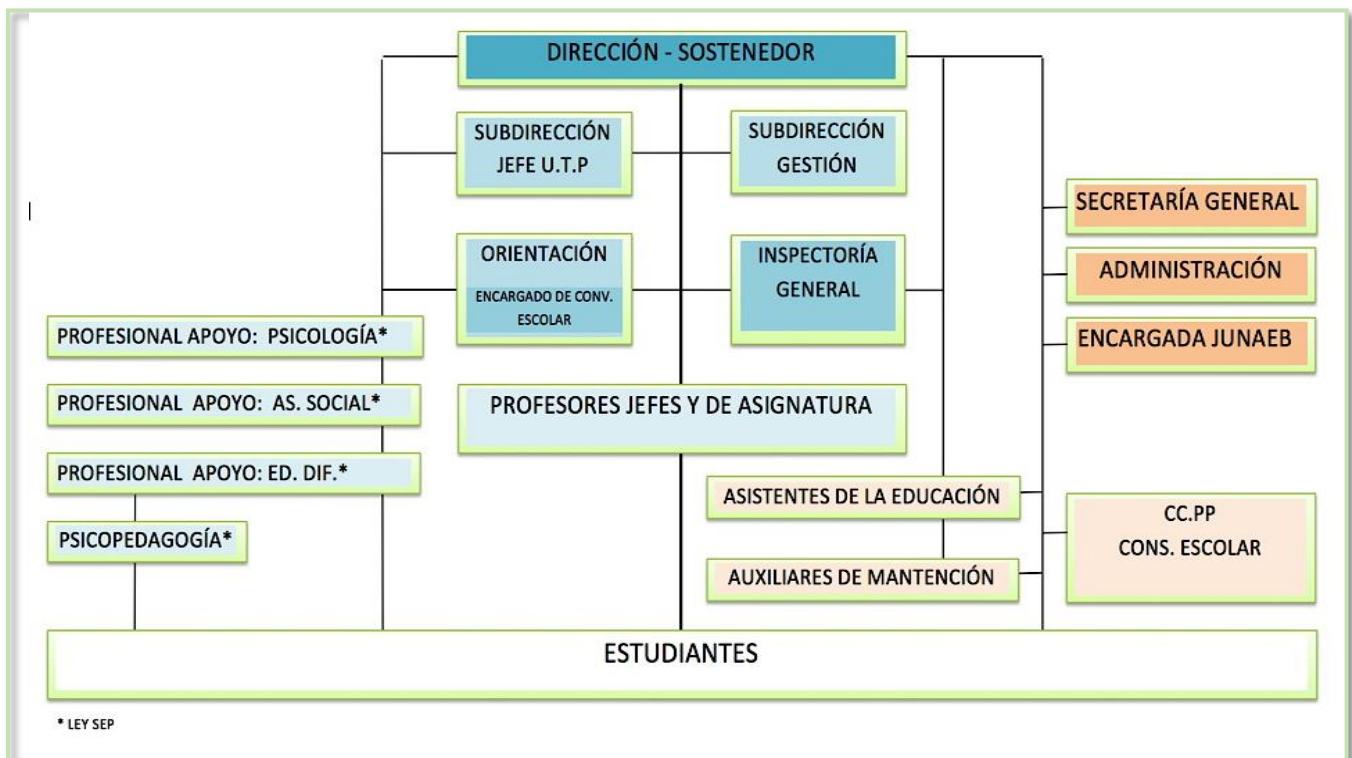 DIRECCIÓN - SOSTENEDOR
SUBDIRECCIÓN
JEFE U.T.P
SUBDIRECCIÓN
GESTIÓN
SECRETARÍA GENERAL
ORIENTACIÓN
ENCARGADO DE CONV.
ESCOLAR
INSPECTORÍA
GENERAL
ADMINISTRACIÓN
ENCARGADA JUNAEB
PROFESIONAL APOYO: PSICOLOGÍA*
PROFESIONAL APOYO: AS. SOCIAL*
PROFESORES JEFES Y DE ASIGNATURA
PROFESIONAL APOYO: ED. DIF.*
ASISTENTES DE LA EDUCACIÓN
CC.PP
CONS. ESCOLAR
PSICOPEDAGOGÍA*
AUXILIARES DE MANTENCIÓN
ESTUDIANTES
* LEY SEP